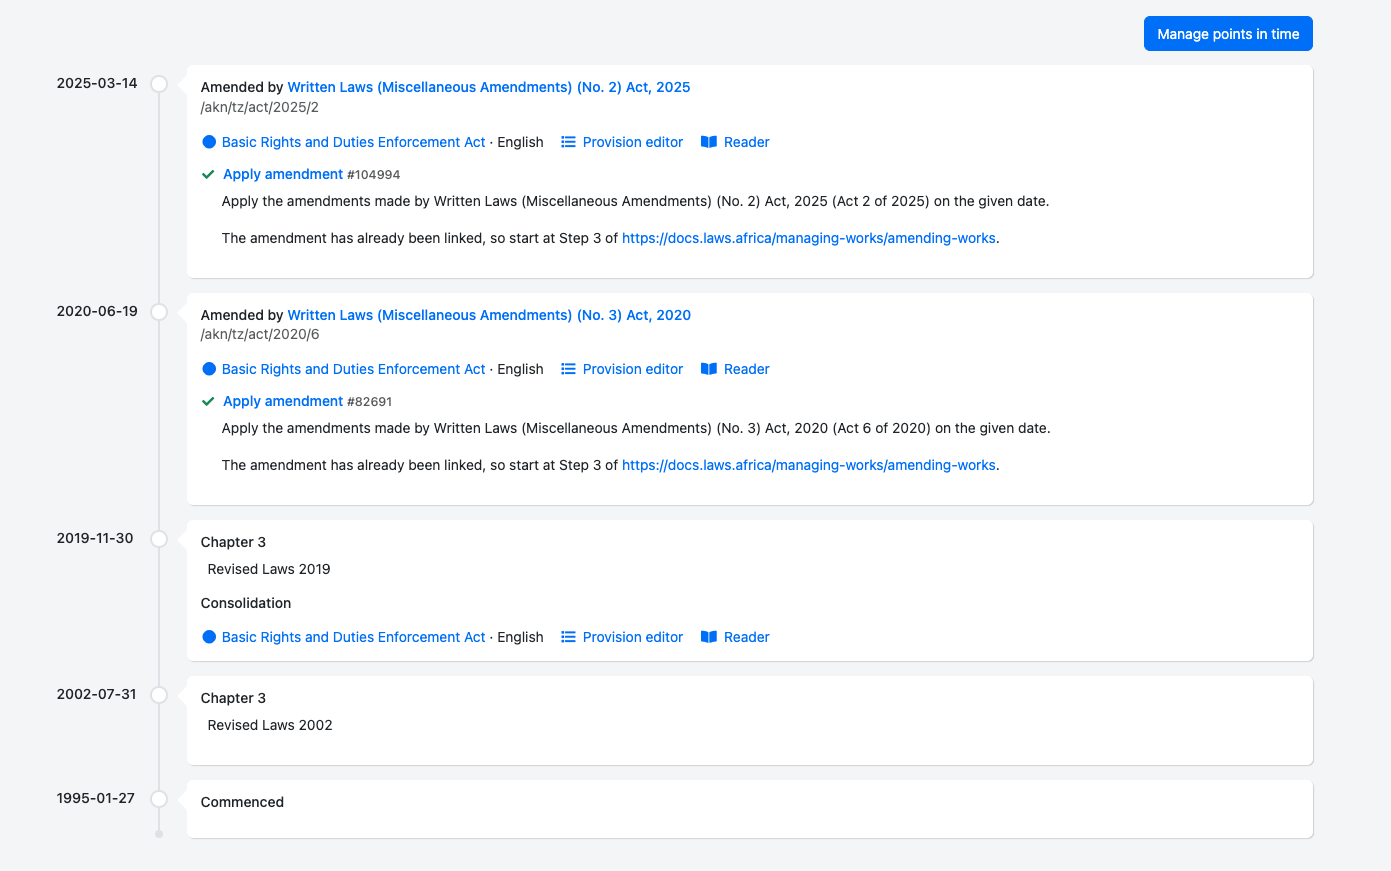 Manage points in time
2025-03-14
Amended by Written Laws (Miscellaneous Amendments) (No. 2) Act, 2025
/akn/tz/act/2025/2
Basic Rights and Duties Enforcement Act · English Provision editor Reader
Apply amendment #104994
Apply the amendments made by Written Laws (Miscellaneous Amendments) (No. 2) Act, 2025 (Act 2 of 2025) on the given date.
The amendment has already been linked, so start at Step 3 of https://docs.laws.africa/managing-works/amending-works.
2020-06-19
Amended by Written Laws (Miscellaneous Amendments) (No. 3) Act, 2020
/akn/tz/act/2020/6
Basic Rights and Duties Enforcement Act · English Provision editor Reader
Apply amendment #82691
Apply the amendments made by Written Laws (Miscellaneous Amendments) (No. 3) Act, 2020 (Act 6 of 2020) on the given date.
The amendment has already been linked, so start at Step 3 of https://docs.laws.africa/managing-works/amending-works.
2019-11-30
Chapter 3
Revised Laws 2019
Consolidation
Basic Rights and Duties Enforcement Act · English Provision editor Reader
2002-07-31
Chapter 3
Revised Laws 2002
1995-01-27
Commenced